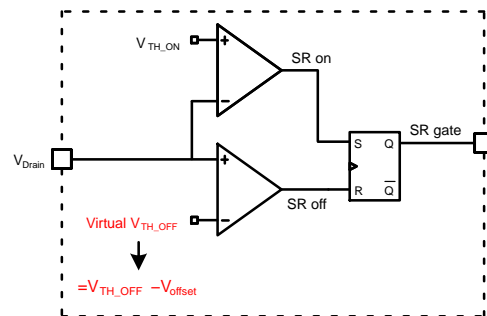 V_TH_ON
+
SR on
−
V_Drain
S Q
SR gate
+
R Q̅
−
SR off
Virtual V_TH_OFF
=V_TH_OFF −V_offset